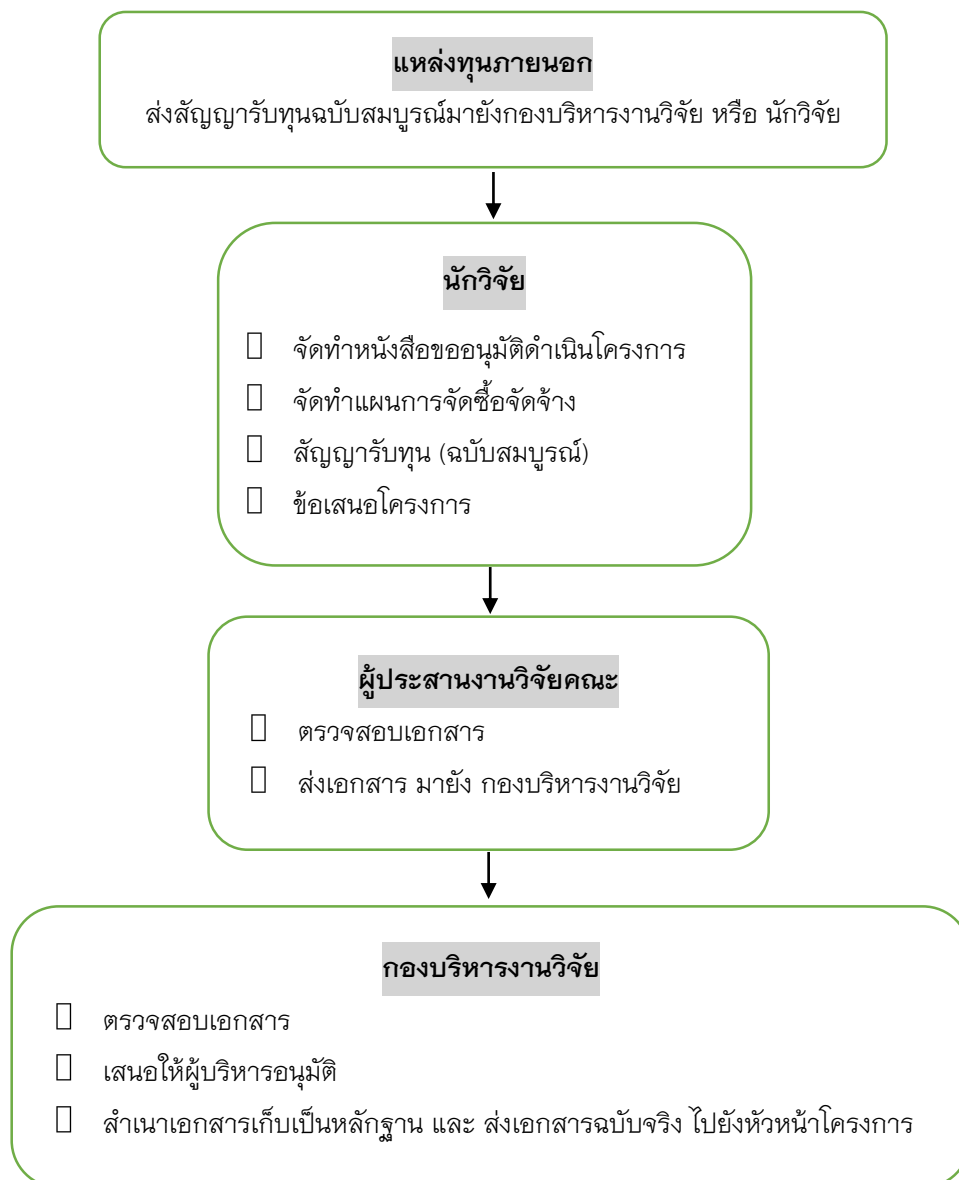 แหล่งทุนภายนอก
ส่งสัญญารับทุนฉบับสมบูรณ์มายังกองบริหารงานวิจัย หรือ นักวิจัย
นักวิจัย
จัดทำหนังสือขออนุมัติดำเนินโครงการ
จัดทำแผนการจัดซื้อจัดจ้าง
สัญญารับทุน (ฉบับสมบูรณ์)
ข้อเสนอโครงการ
ผู้ประสานงานวิจัยคณะ
ตรวจสอบเอกสาร
ส่งเอกสาร มายัง กองบริหารงานวิจัย
กองบริหารงานวิจัย
ตรวจสอบเอกสาร
เสนอให้ผู้บริหารอนุมัติ
สำเนาเอกสารเก็บเป็นหลักฐาน และ ส่งเอกสารฉบับจริง ไปยังหัวหน้าโครงการ